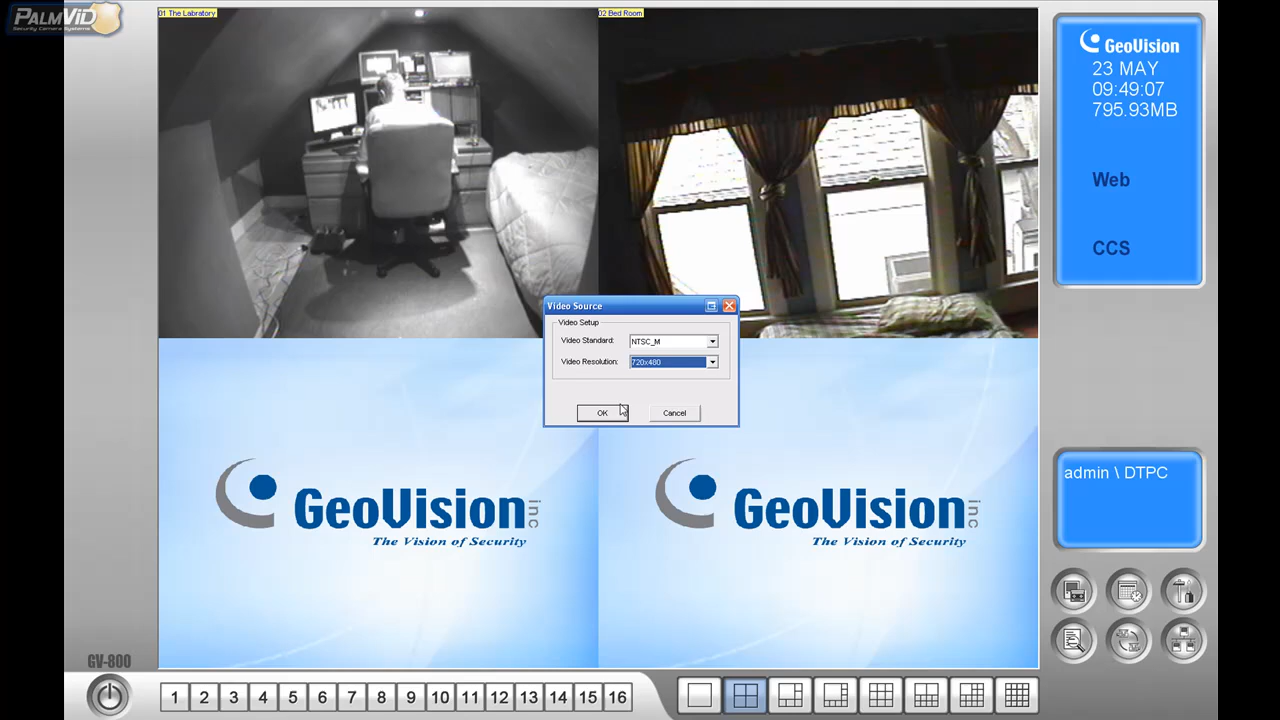 PALMVID
Security Camera Systems
01 The Labratory
02 Bed Room
GeoVision
23 MAY
09:49:07
795.93MB
Web
CCS
Video Source
Video Setup
Video Standard:
NTSC_M
Video Resolution:
720x480
OK
Cancel
GeoVision inc
The Vision of Security
GeoVision inc
The Vision of Security
admin \ DTPC
GV-800
1 2 3 4 5 6 7 8 9 10 11 12 13 14 15 16